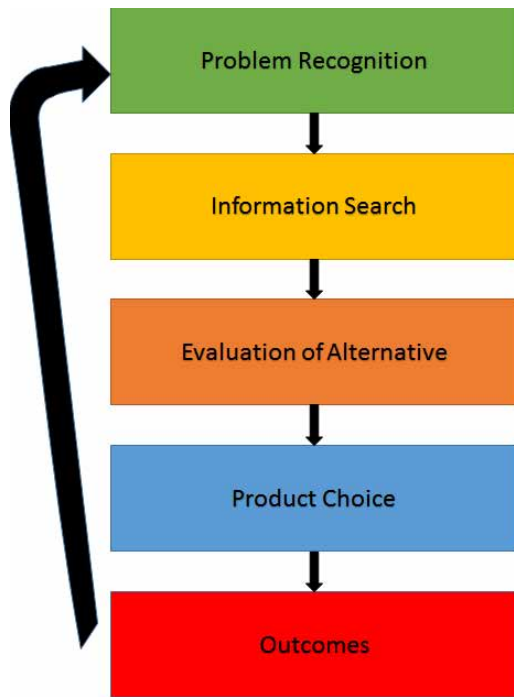 Problem Recognition
Information Search
Evaluation of Alternative
Product Choice
Outcomes